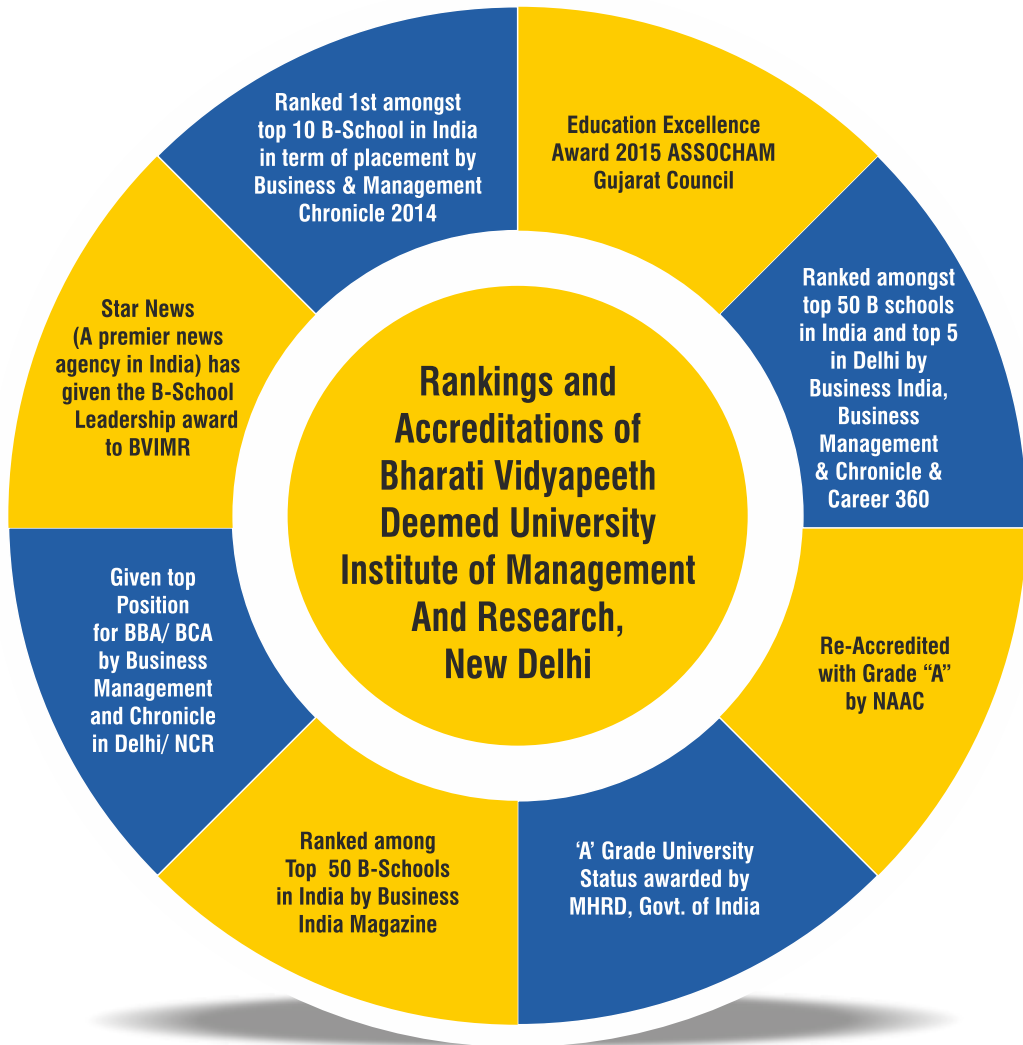 Rankings and
Accreditations of
Bharati Vidyapeeth
Deemed University
Institute of Management
And Research,
New Delhi
Education Excellence
Award 2015 ASSOCHAM
Gujarat Council
Ranked amongst
top 50 B schools
in India and top 5
in Delhi by
Business India,
Business
Management
& Chronicle &
Career 360
Re-Accredited
with Grade “A”
by NAAC
‘A’ Grade University
Status awarded by
MHRD, Govt. of India
Ranked among
Top 50 B-Schools
in India by Business
India Magazine
Given top
Position
for BBA/ BCA
by Business
Management
and Chronicle
in Delhi/ NCR
Star News
(A premier news
agency in India) has
given the B-School
Leadership award
to BVIMR
Ranked 1st amongst
top 10 B-School in India
in term of placement by
Business & Management
Chronicle 2014